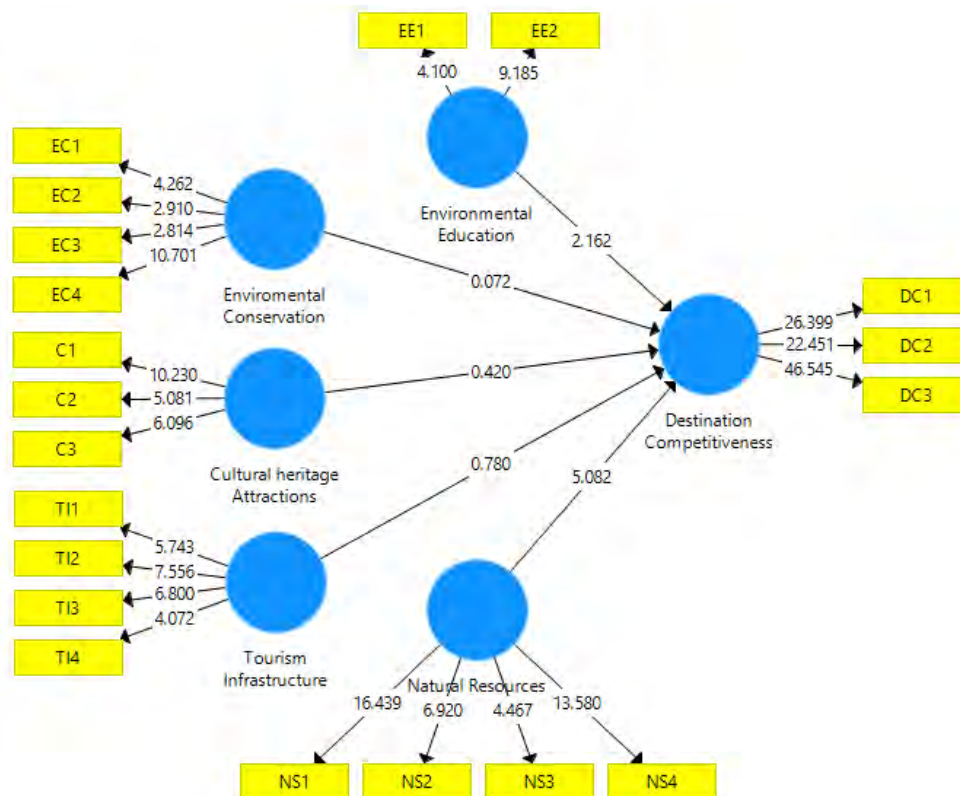 EE1
EE2
4.100
9.185
Environmental
Education
2.162
EC1
EC2
EC3
EC4
4.262
2.910
2.814
10.701
Enviromental
Conservation
0.072
C1
C2
C3
10.230
5.081
6.096
Cultural heritage
Attractions
0.420
TI1
TI2
TI3
TI4
5.743
7.556
6.800
4.072
Tourism
Infrastructure
0.780
Natural Resources
5.082
16.439
6.920
4.467
13.580
NS1
NS2
NS3
NS4
Destination
Competitiveness
26.399
22.451
46.545
DC1
DC2
DC3